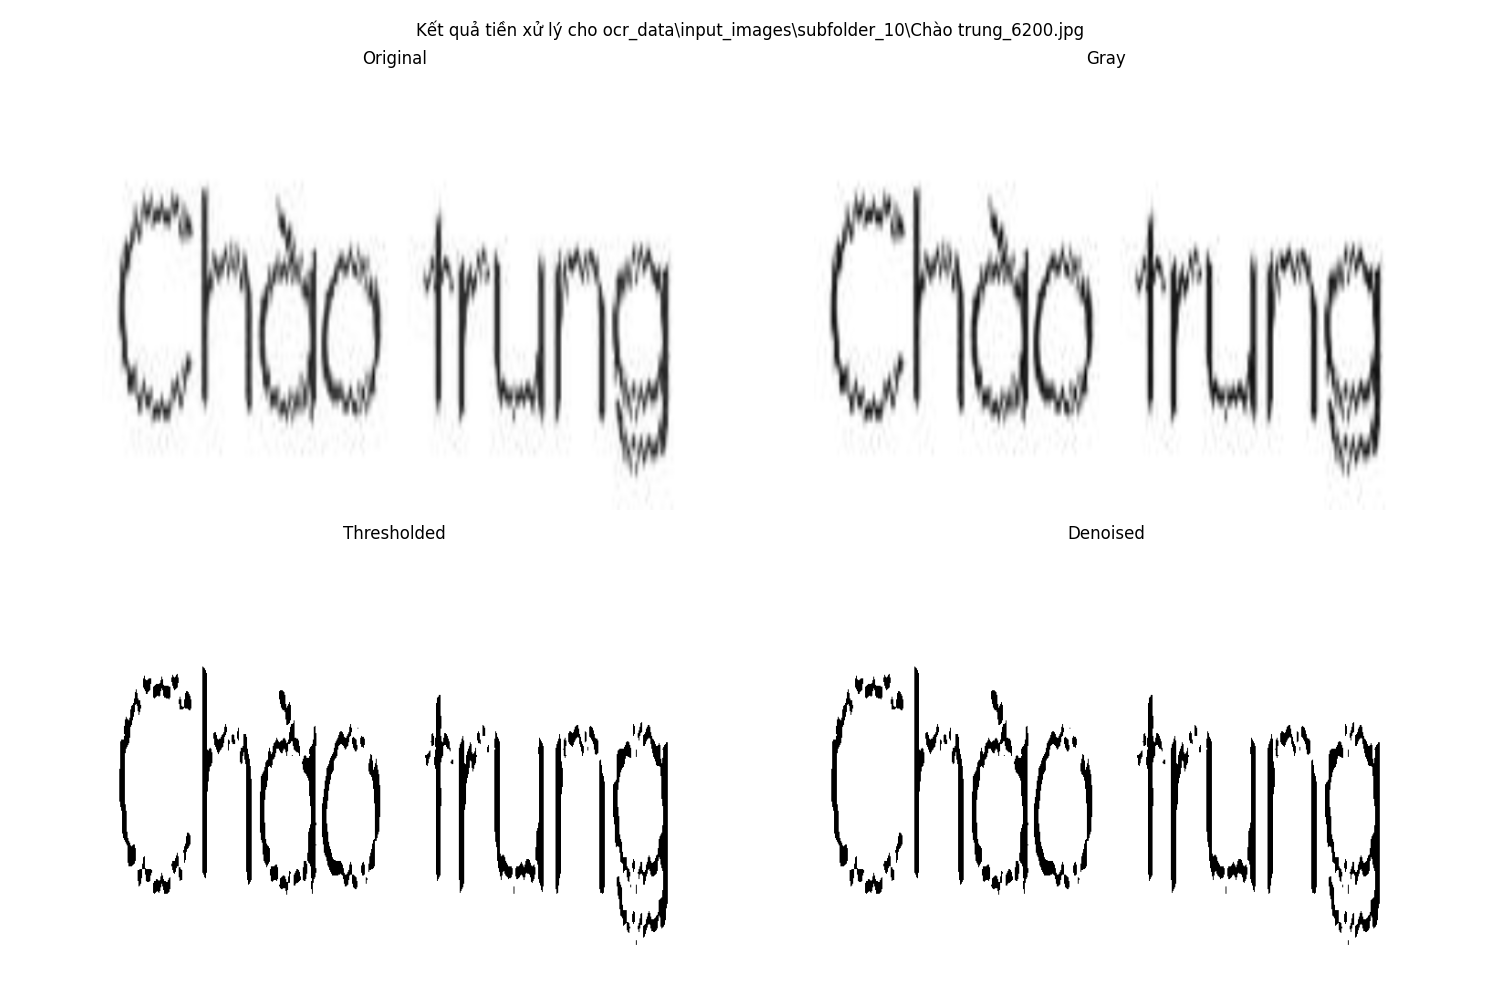 Kết quả tiền xử lý cho ocr_data\input_images\subfolder_10\Chào trung_6200.jpg
Original
Gray
Chào trung
Chào trung
Thresholded
Denoised
Chào trung
Chào trung